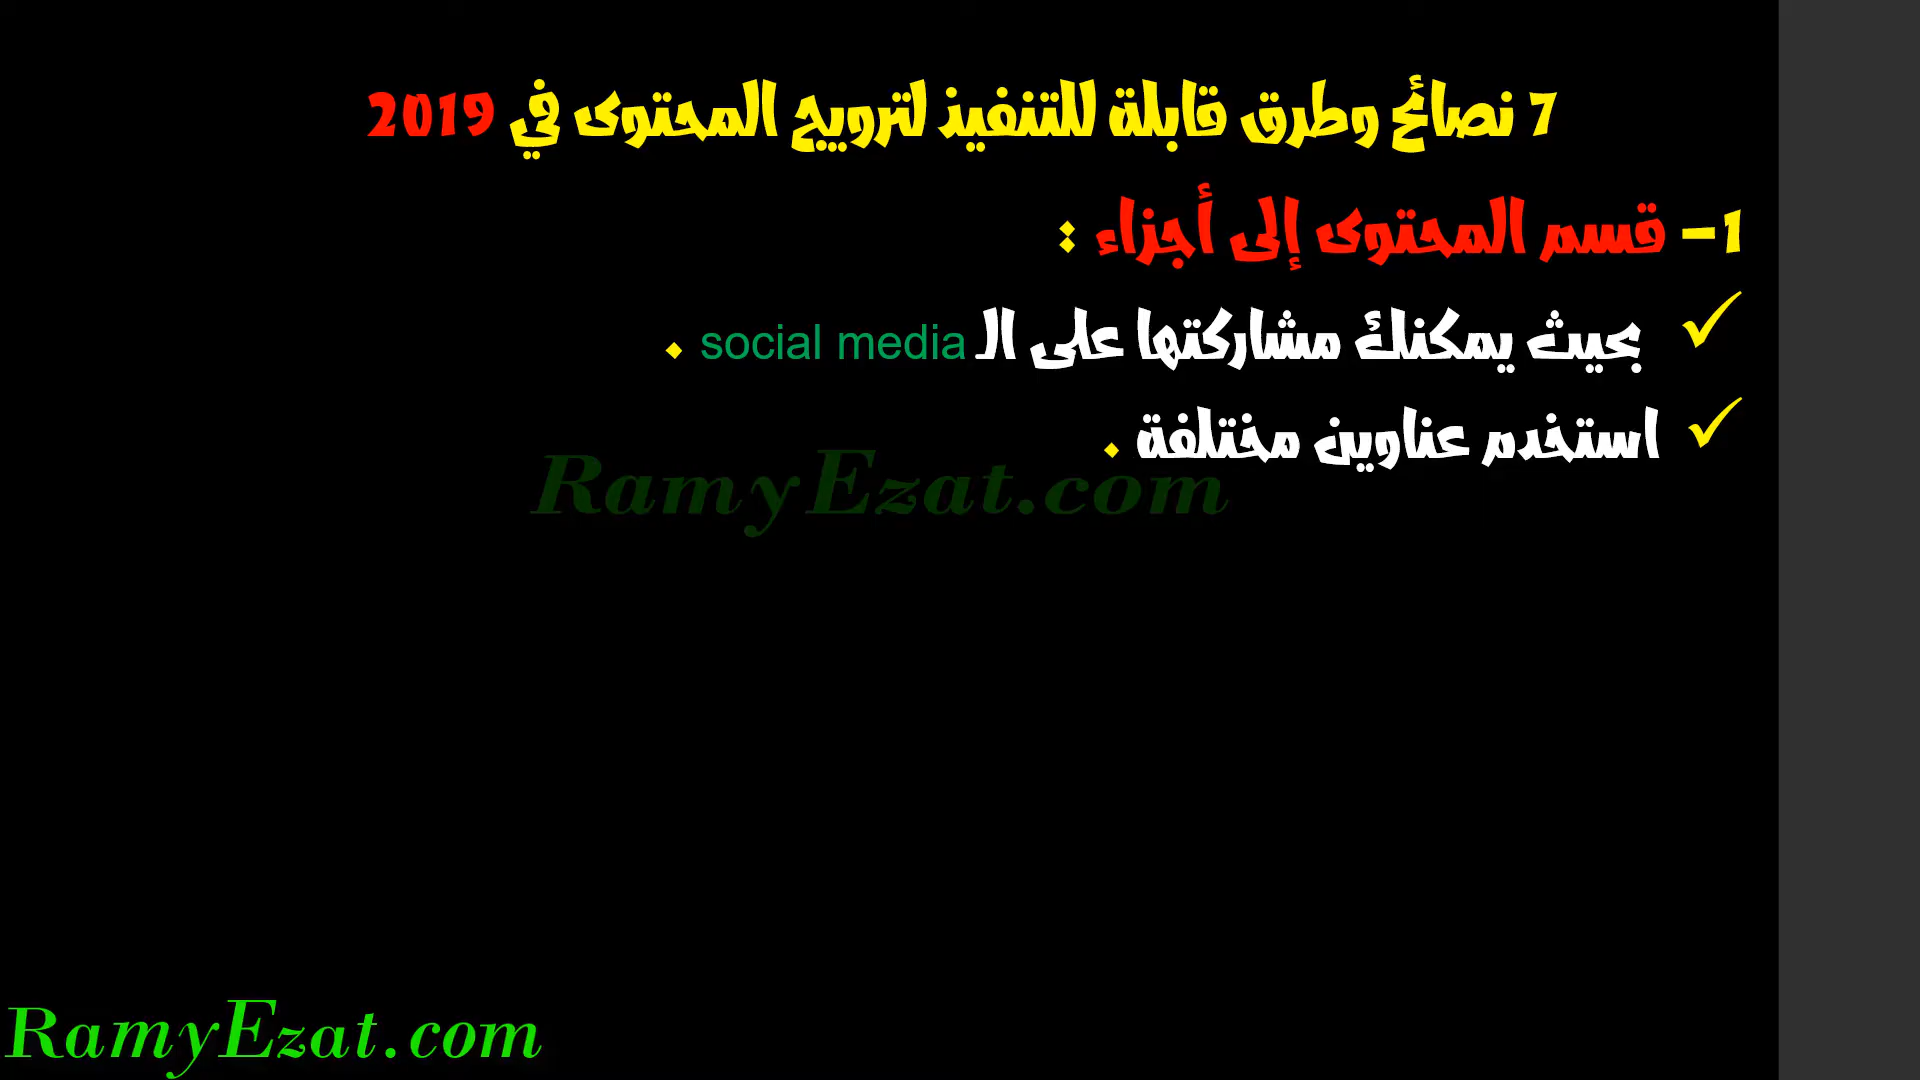 7 نصائح وطرق قابلة للتنفيذ لترويج المحتوى في 2019
1- قسم المحتوى إلى أجزاء :
✓ بحيث يمكنك مشاركتها على الـ social media .
✓ استخدم عناوين مختلفة .
RamyEzat.com
RamyEzat.com